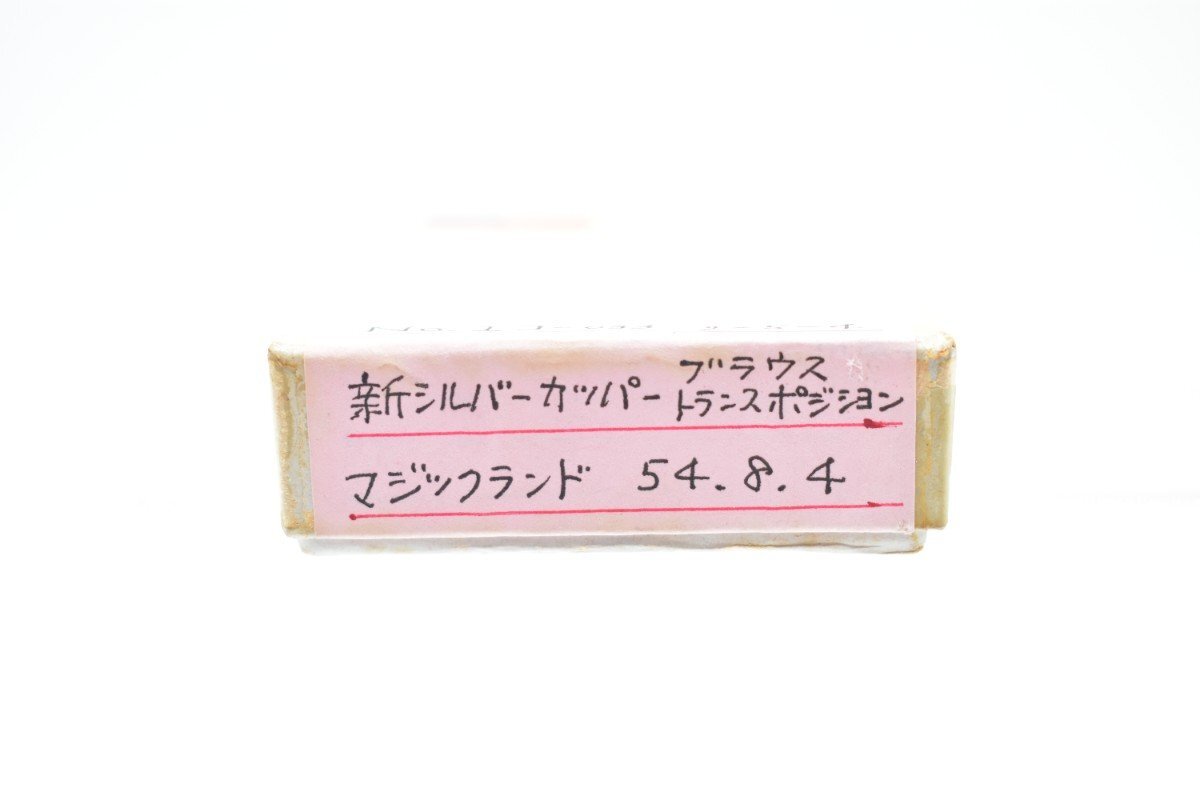 新シルバーカッパー ブラウス
トランスポジション
マジックランド 54.8.4